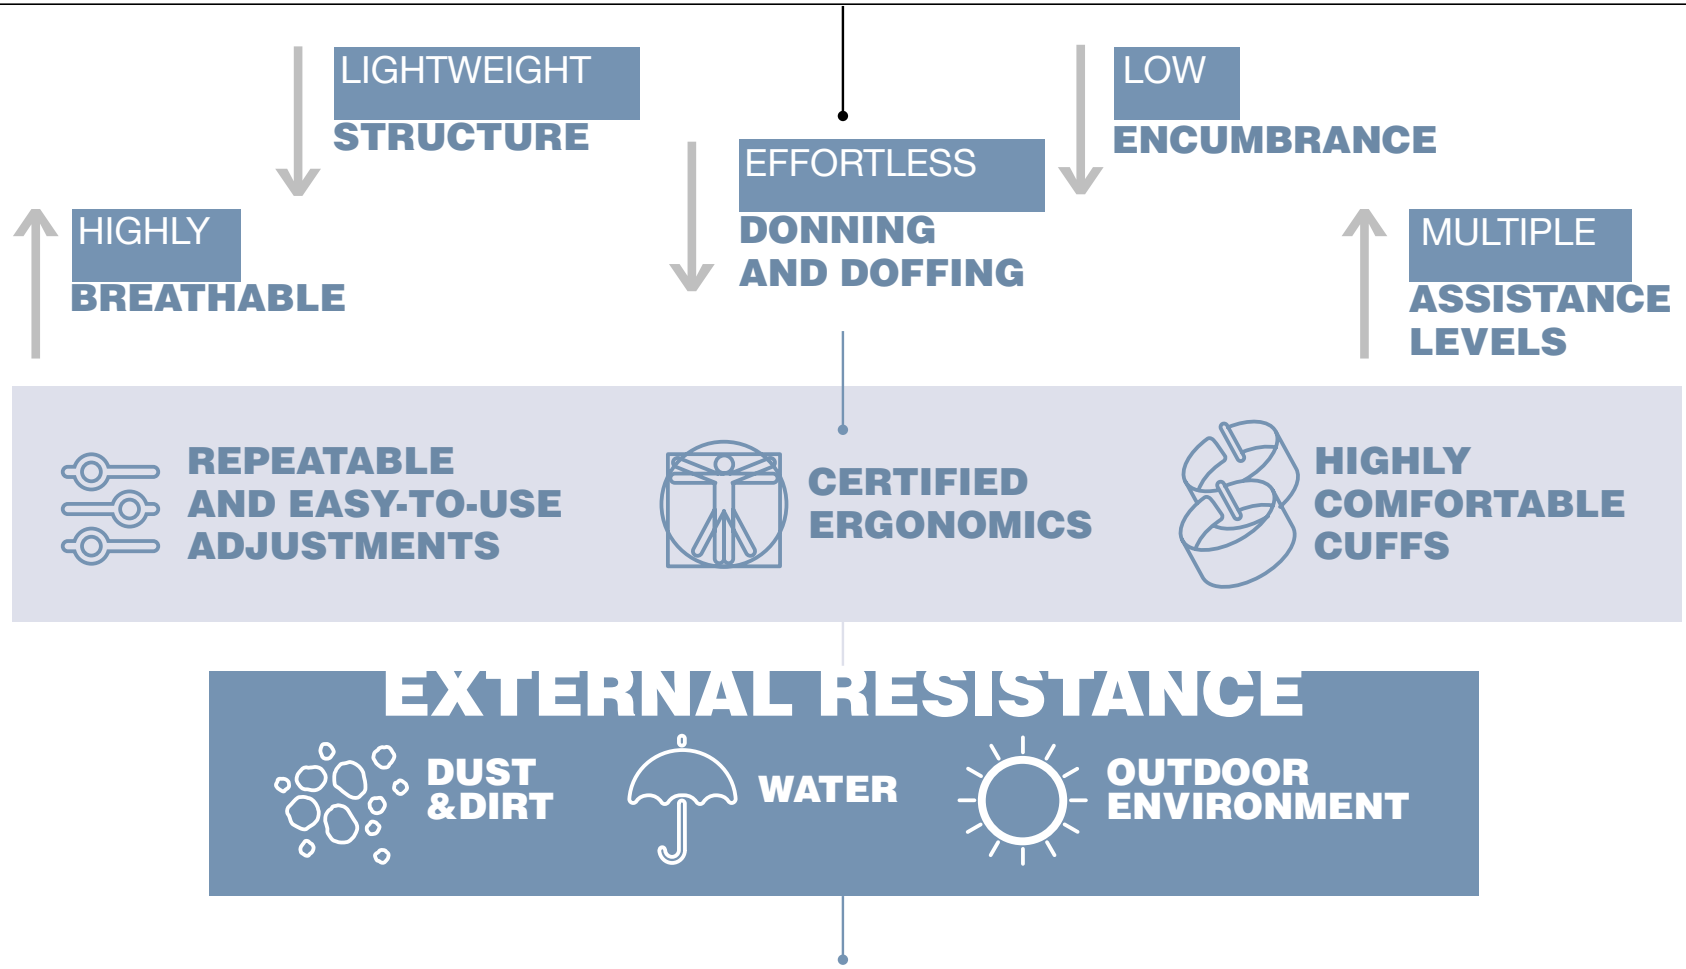 LIGHTWEIGHT
STRUCTURE
LOW
ENCUMBRANCE
EFFORTLESS
DONNING
AND DOFFING
HIGHLY
BREATHABLE
MULTIPLE
ASSISTANCE
LEVELS
REPEATABLE
AND EASY-TO-USE
ADJUSTMENTS
CERTIFIED
ERGONOMICS
HIGHLY
COMFORTABLE
CUFFS
EXTERNAL RESISTANCE
DUST
&DIRT
WATER
OUTDOOR
ENVIRONMENT